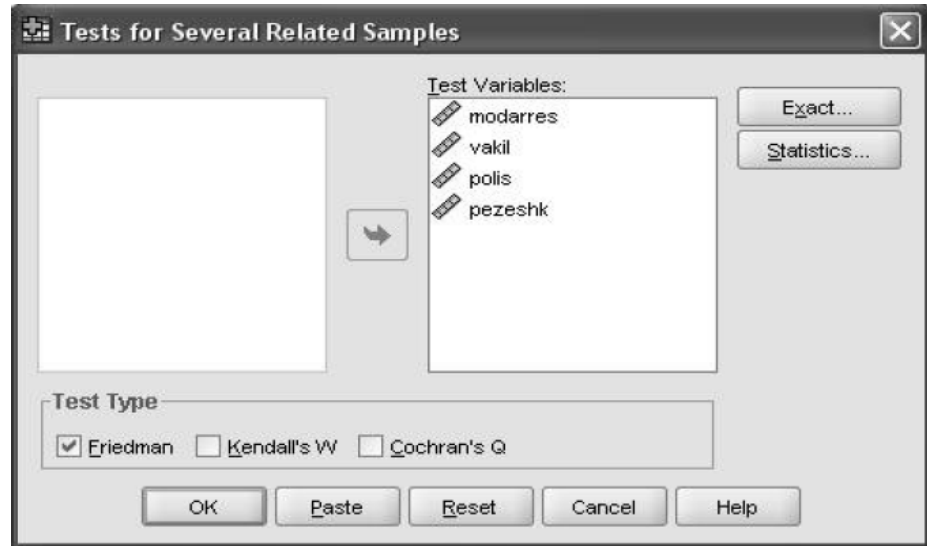 Tests for Several Related Samples
Test Variables:
modarres
vakil
polis
pezeshk
Exact...
Statistics...
Test Type
Friedman
Kendall's W
Cochran's Q
OK
Paste
Reset
Cancel
Help